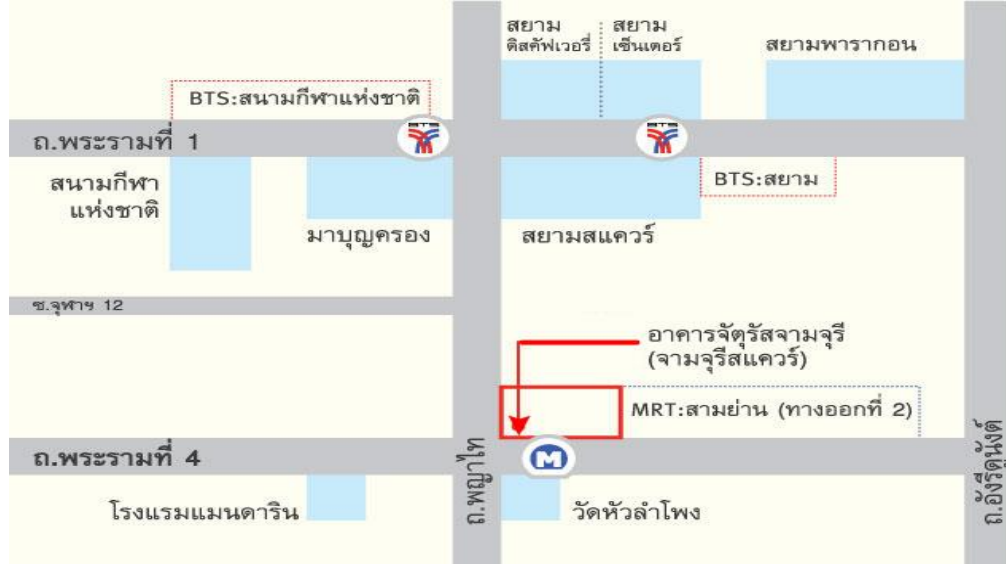 สยาม
ดิสคัฟเวอรี่
สยาม
เซ็นเตอร์
สยามพารากอน
BTS:สนามกีฬาแห่งชาติ
BTS
BTS
ถ.พระรามที่ 1
สนามกีฬา
แห่งชาติ
มาบุญครอง
สยามสแควร์
BTS:สยาม
ซ.จุฬาฯ 12
อาคารจัตุรัสจามจุรี
(จามจุรีสแควร์)
MRT:สามย่าน (ทางออกที่ 2)
ถ.พระรามที่ 4
M
ถ.พญาไท
ถ.อังรีดูนังต์
โรงแรมแมนดาริน
วัดหัวลำโพง